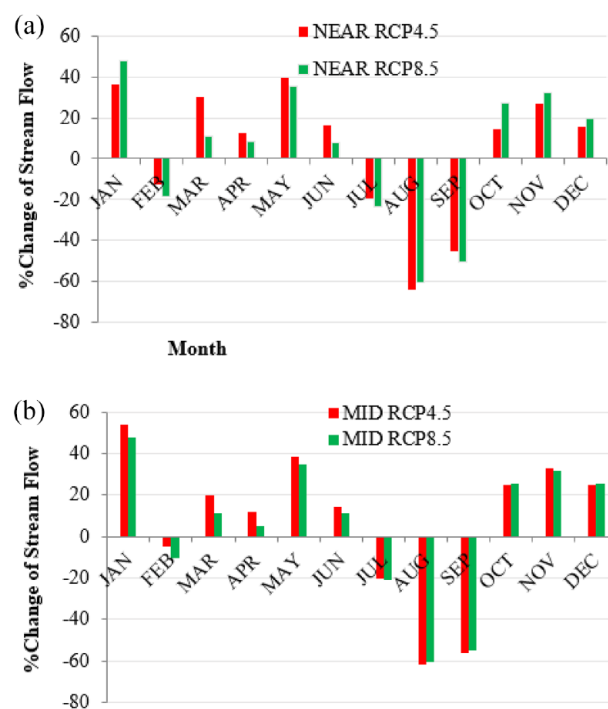 (a)
60
40
20
0
-20
-40
-60
-80
%Change of Stream Flow
NEAR RCP4.5
NEAR RCP8.5
JAN
FEB
MAR
APR
MAY
JUN
JUL
AUG
SEP
OCT
NOV
DEC
Month
(b)
60
40
20
0
-20
-40
-60
-80
%Change of Stream Flow
MID RCP4.5
MID RCP8.5
JAN
FEB
MAR
APR
MAY
JUN
JUL
AUG
SEP
OCT
NOV
DEC